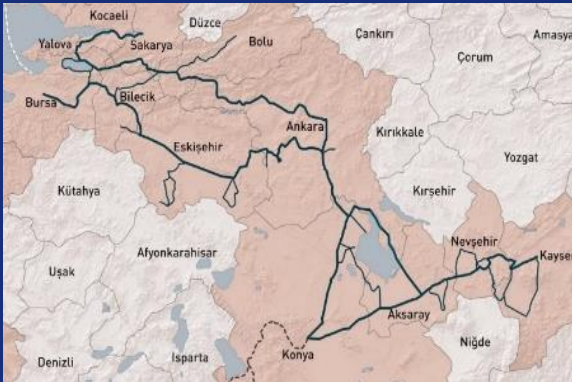 Kocaeli
Düzce
Yalova
Sakarya
Bolu
Çankırı
Çorum
Amasya
Bursa
Bilecik
Ankara
Kırıkkale
Eskişehir
Yozgat
Kütahya
Kırşehir
Afyonkarahisar
Nevşehir
Kayser
Uşak
Aksaray
Denizli
Isparta
Konya
Niğde